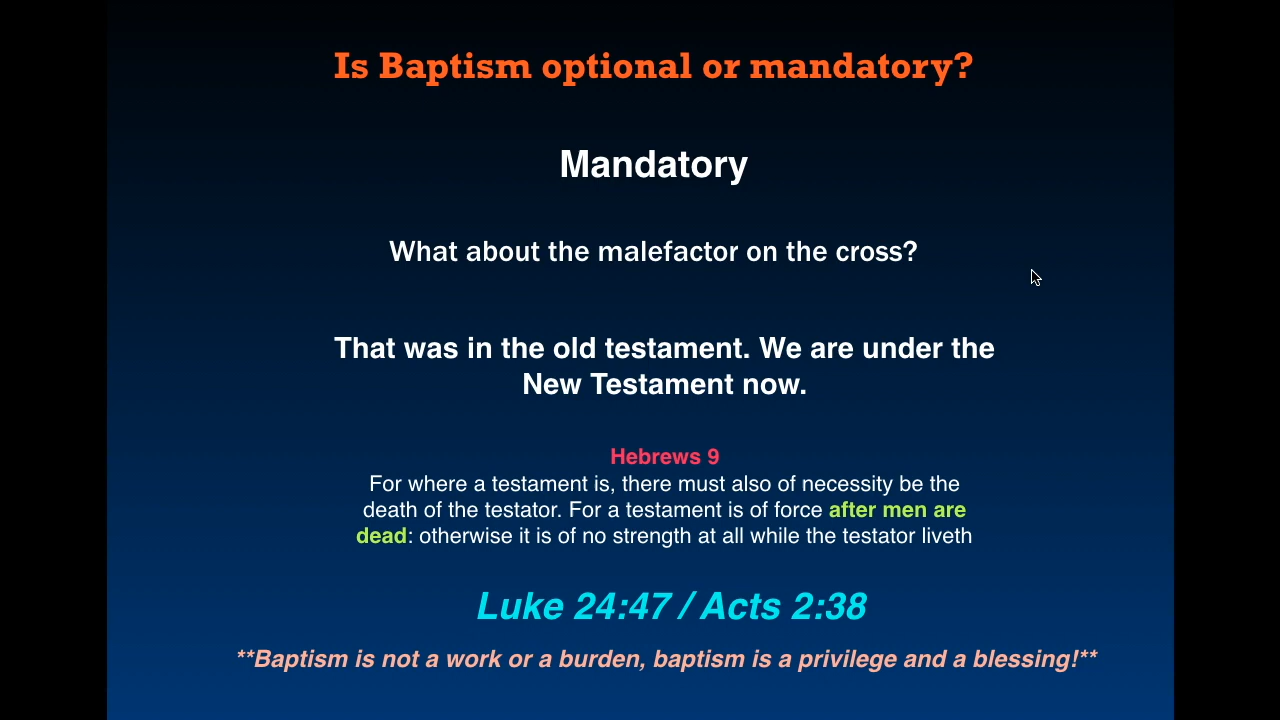 Is Baptism optional or mandatory?
Mandatory
What about the malefactor on the cross?
That was in the old testament. We are under the
New Testament now.
Hebrews 9
For where a testament is, there must also of necessity be the
death of the testator. For a testament is of force after men are
dead: otherwise it is of no strength at all while the testator liveth
Luke 24:47 / Acts 2:38
**Baptism is not a work or a burden, baptism is a privilege and a blessing!**